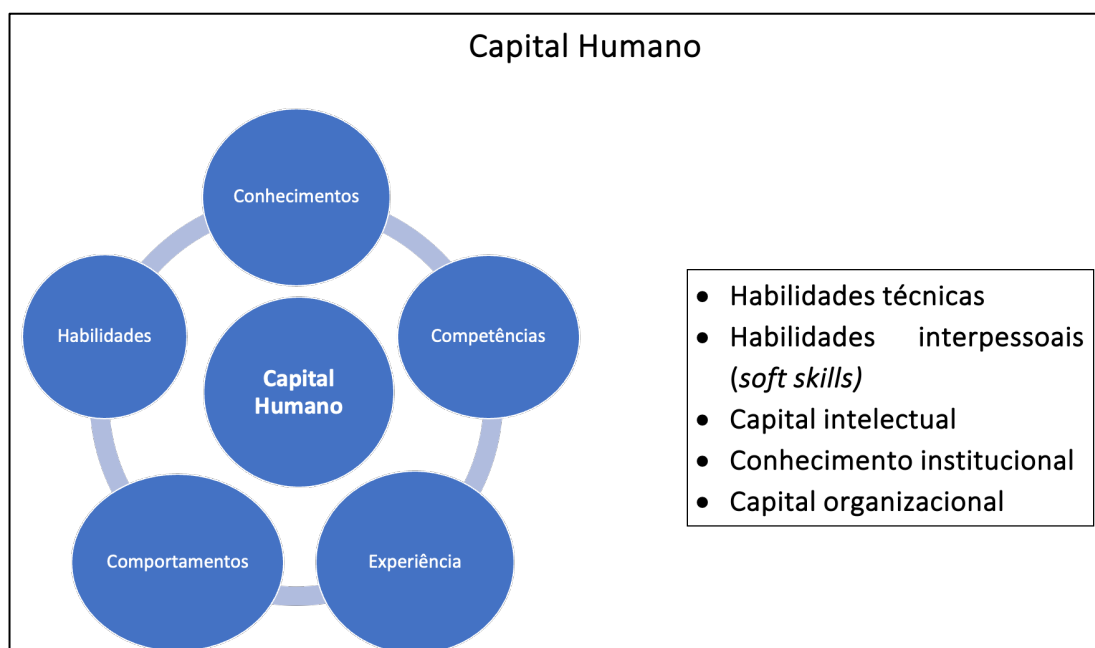 Capital Humano
Conhecimentos
Habilidades
Competências
Capital
Humano
Comportamentos
Experiência
• Habilidades técnicas
• Habilidades interpessoais
(soft skills)
• Capital intelectual
• Conhecimento institucional
• Capital organizacional